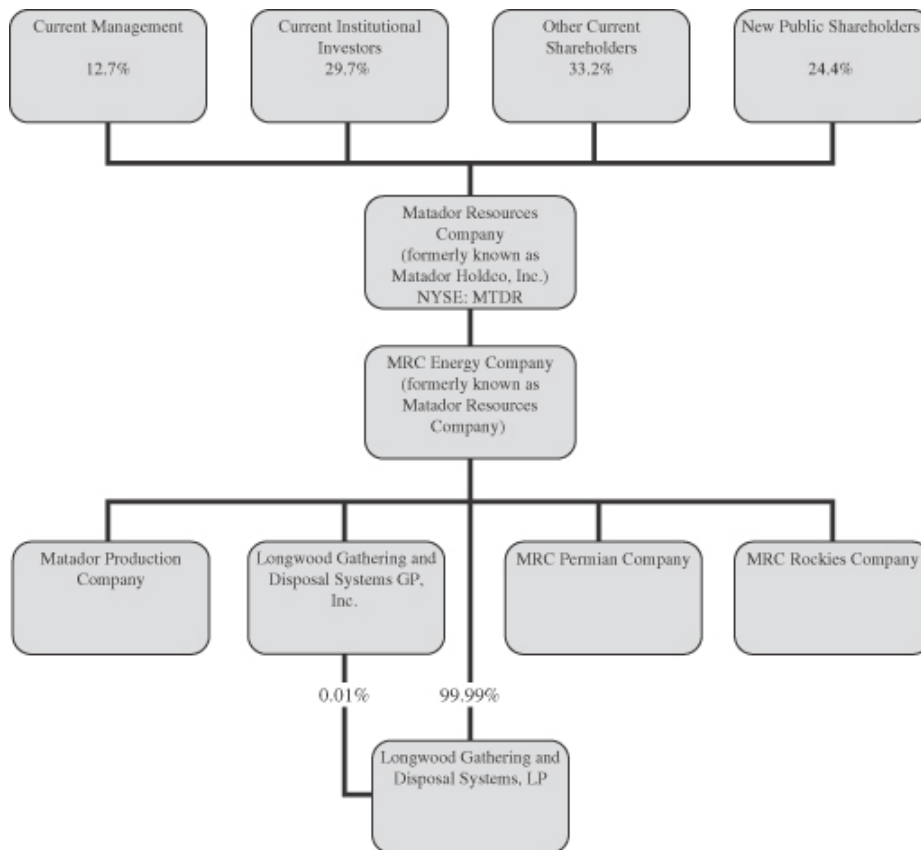 Current Management
12.7%
Current Institutional
Investors
29.7%
Other Current
Shareholders
33.2%
New Public Shareholders
24.4%
Matador Resources
Company
(formerly known as
Matador Holdco, Inc.)
NYSE: MTDR
MRC Energy Company
(formerly known as
Matador Resources
Company)
Matador Production
Company
Longwood Gathering and
Disposal Systems GP,
Inc.
MRC Permian Company
MRC Rockies Company
0.01%
99.99%
Longwood Gathering and
Disposal Systems, LP